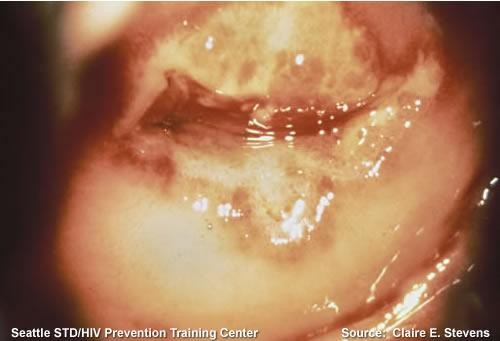 Seattle STD/HIV Prevention Training Center
Source: Claire E. Stevens